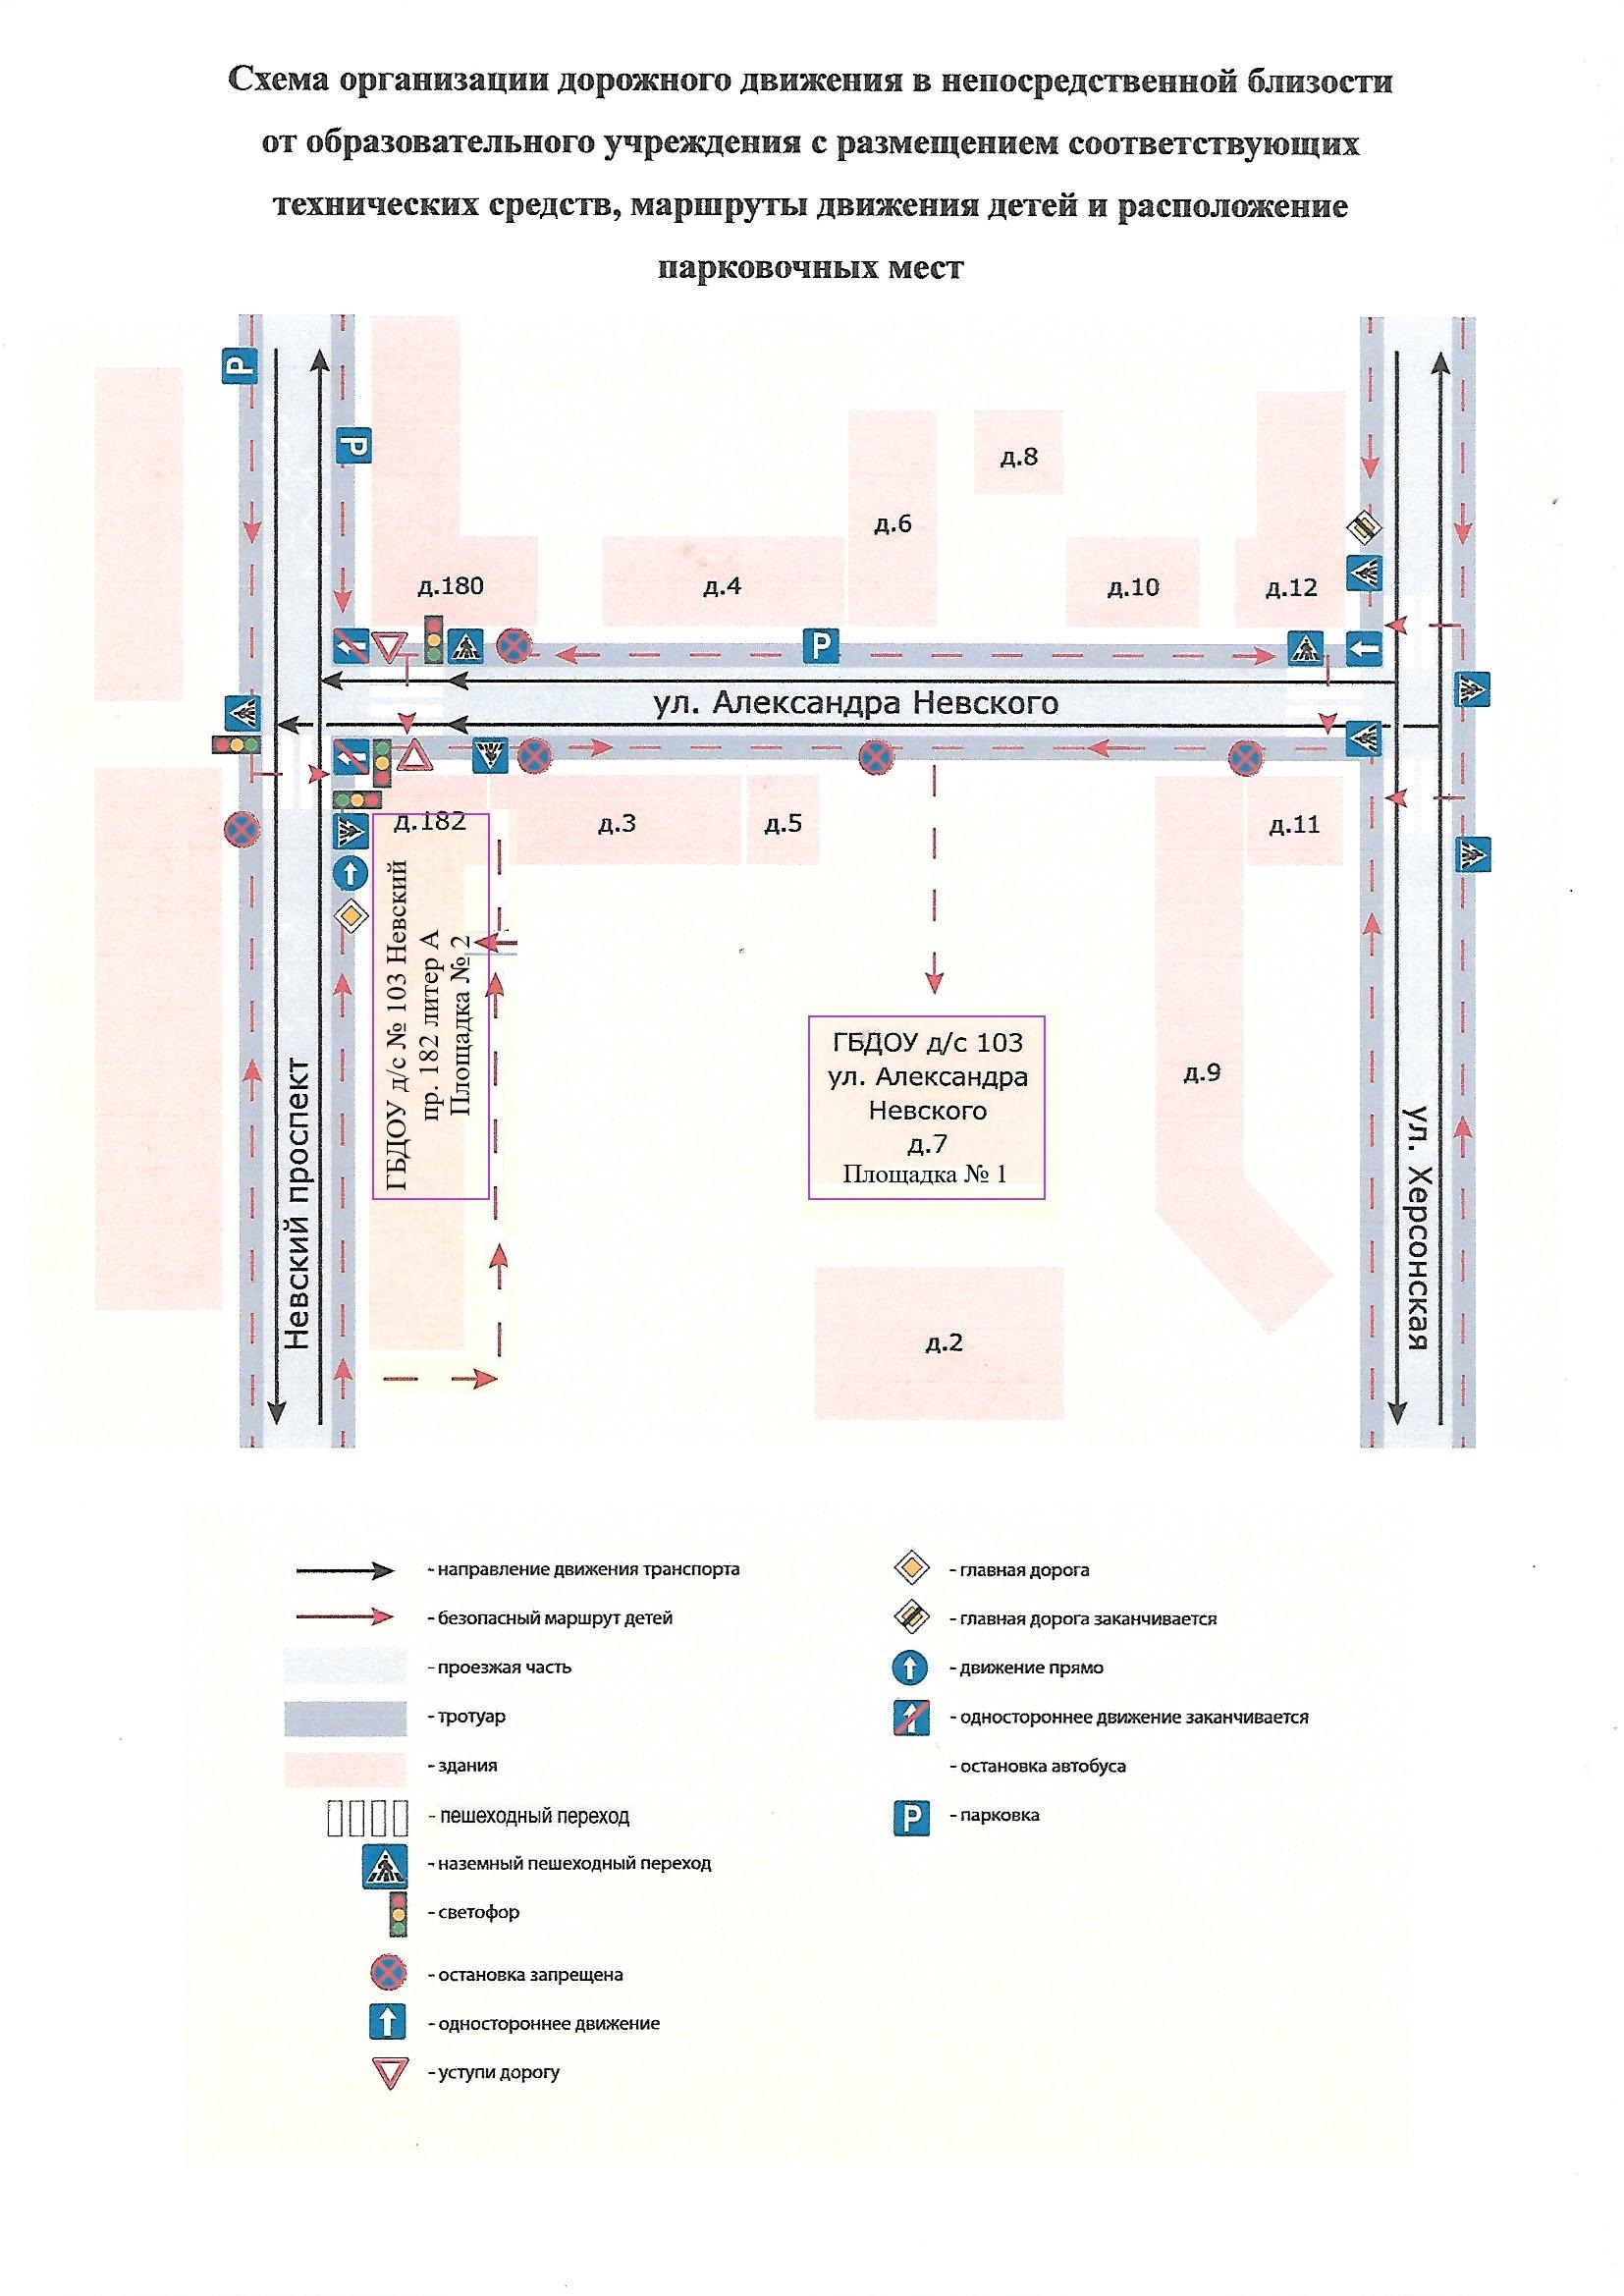 Схема организации дорожного движения в непосредственной близости
от образовательного учреждения с размещением соответствующих
технических средств, маршруты движения детей и расположение
парковочных мест
P
P
д.8
д.6
д.180
д.4
д.10
д.12
P
ул. Александра Невского
д.182
д.3
д.5
д.11
ГБДОУ д/с № 103 Невский
пр. 182 литер А
Площадка № 2
ГБДОУ д/с 103
ул. Александра
Невского
д.7
Площадка № 1
д.9
Невский проспект
ул. Херсонская
д.2
- направление движения транспорта
- безопасный маршрут детей
- проезжая часть
- тротуар
- здания
- пешеходный переход
- наземный пешеходный переход
- светофор
- остановка запрещена
- одностороннее движение
- уступи дорогу
- главная дорога
- главная дорога заканчивается
- движение прямо
- одностороннее движение заканчивается
- остановка автобуса
P - парковка